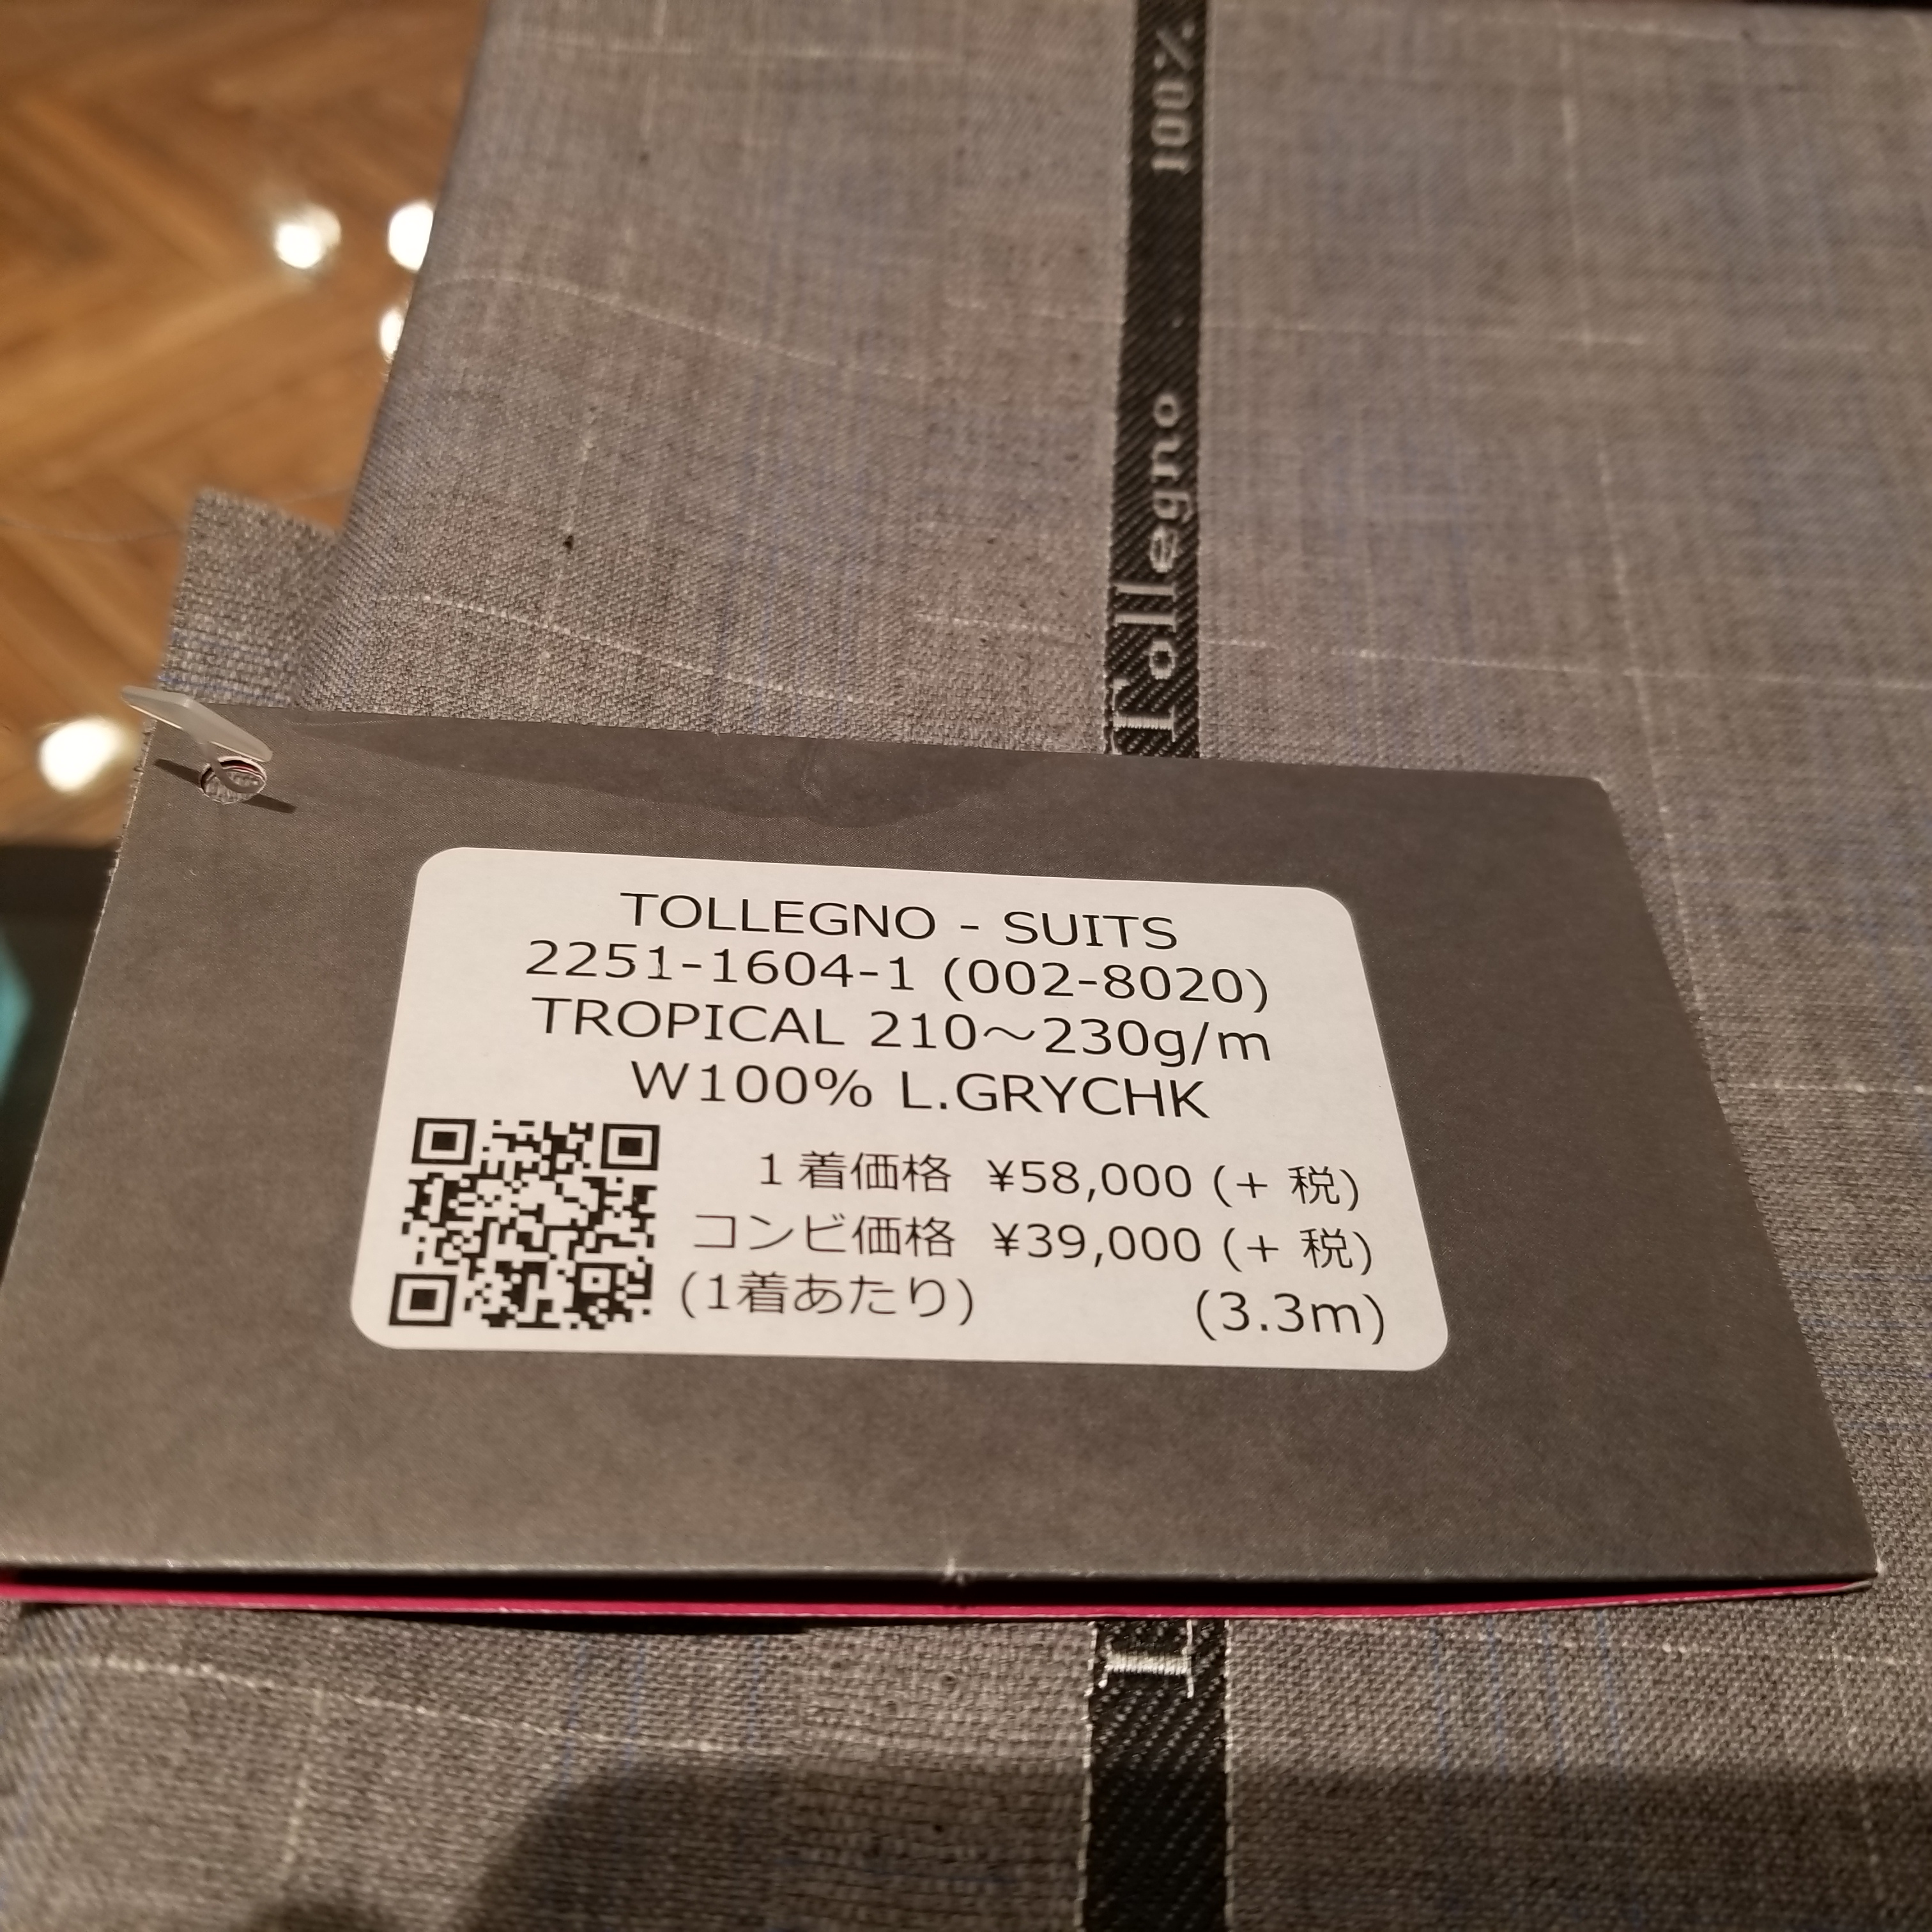 100%
Tollegno
TOLLEGNO - SUITS
2251-1604-1 (002-8020)
TROPICAL 210～230g/m
W100% L.GRYCHK
1着価格 ¥58,000 (+ 税)
コンビ価格 ¥39,000 (+ 税)
(1着あたり) (3.3m)